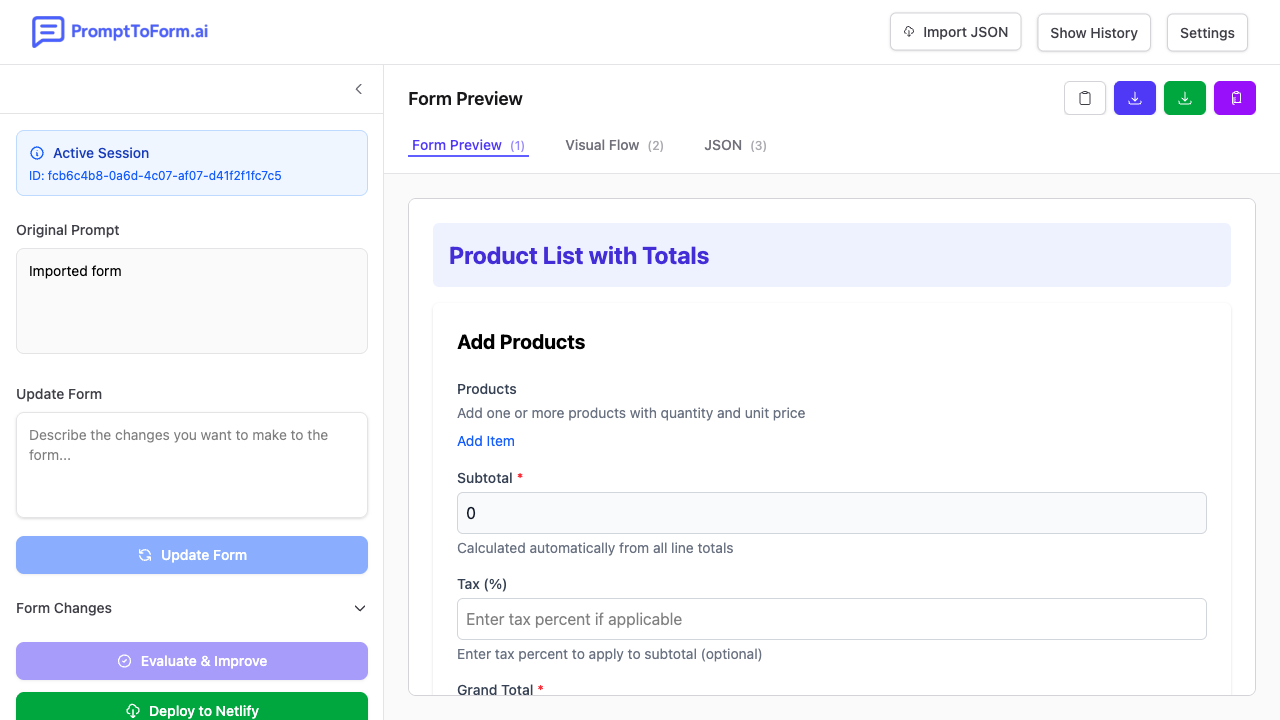 PromptToForm.ai
Import JSON
Show History
Settings
Active Session
ID: fcb6c4b8-0a6d-4c07-af07-d41f2f1fc7c5
Original Prompt
Imported form
Update Form
Describe the changes you want to make to the
form...
Update Form
Form Changes
Evaluate & Improve
Deploy to Netlify
Form Preview
Form Preview (1)
Visual Flow (2)
JSON (3)
Product List with Totals
Add Products
Products
Add one or more products with quantity and unit price
Add Item
Subtotal *
0
Calculated automatically from all line totals
Tax (%)
Enter tax percent if applicable
Enter tax percent to apply to subtotal (optional)
Grand Total *